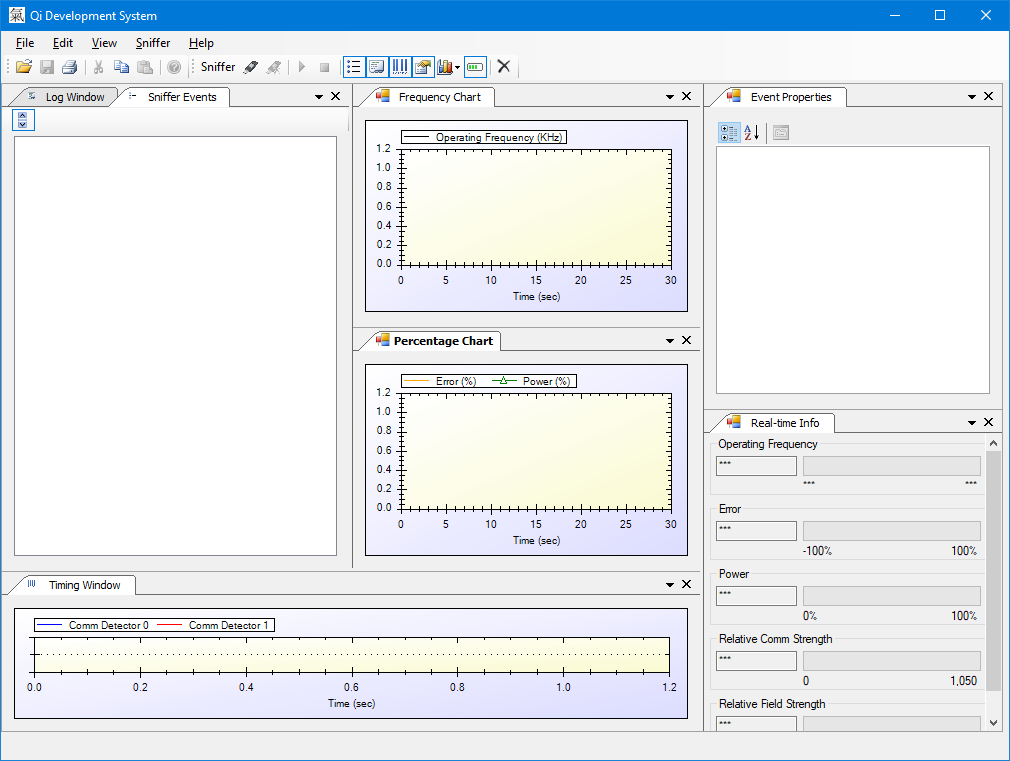 氣 Qi Development System
File Edit View Sniffer Help
Sniffer
Log Window Sniffer Events
Frequency Chart
Operating Frequency (KHz)
1.2
1.0
0.8
0.6
0.4
0.2
0.0
0 5 10 15 20 25 30
Time (sec)
Percentage Chart
Error (%) Power (%)
1.2
1.0
0.8
0.6
0.4
0.2
0.0
0 5 10 15 20 25 30
Time (sec)
Timing Window
Comm Detector 0 Comm Detector 1
0.0 0.2 0.4 0.6 0.8 1.0 1.2
Time (sec)
Event Properties
A
Z
Real-time Info
Operating Frequency
***
*** ***
Error
***
-100% 100%
Power
***
0% 100%
Relative Comm Strength
***
0 1,050
Relative Field Strength
***